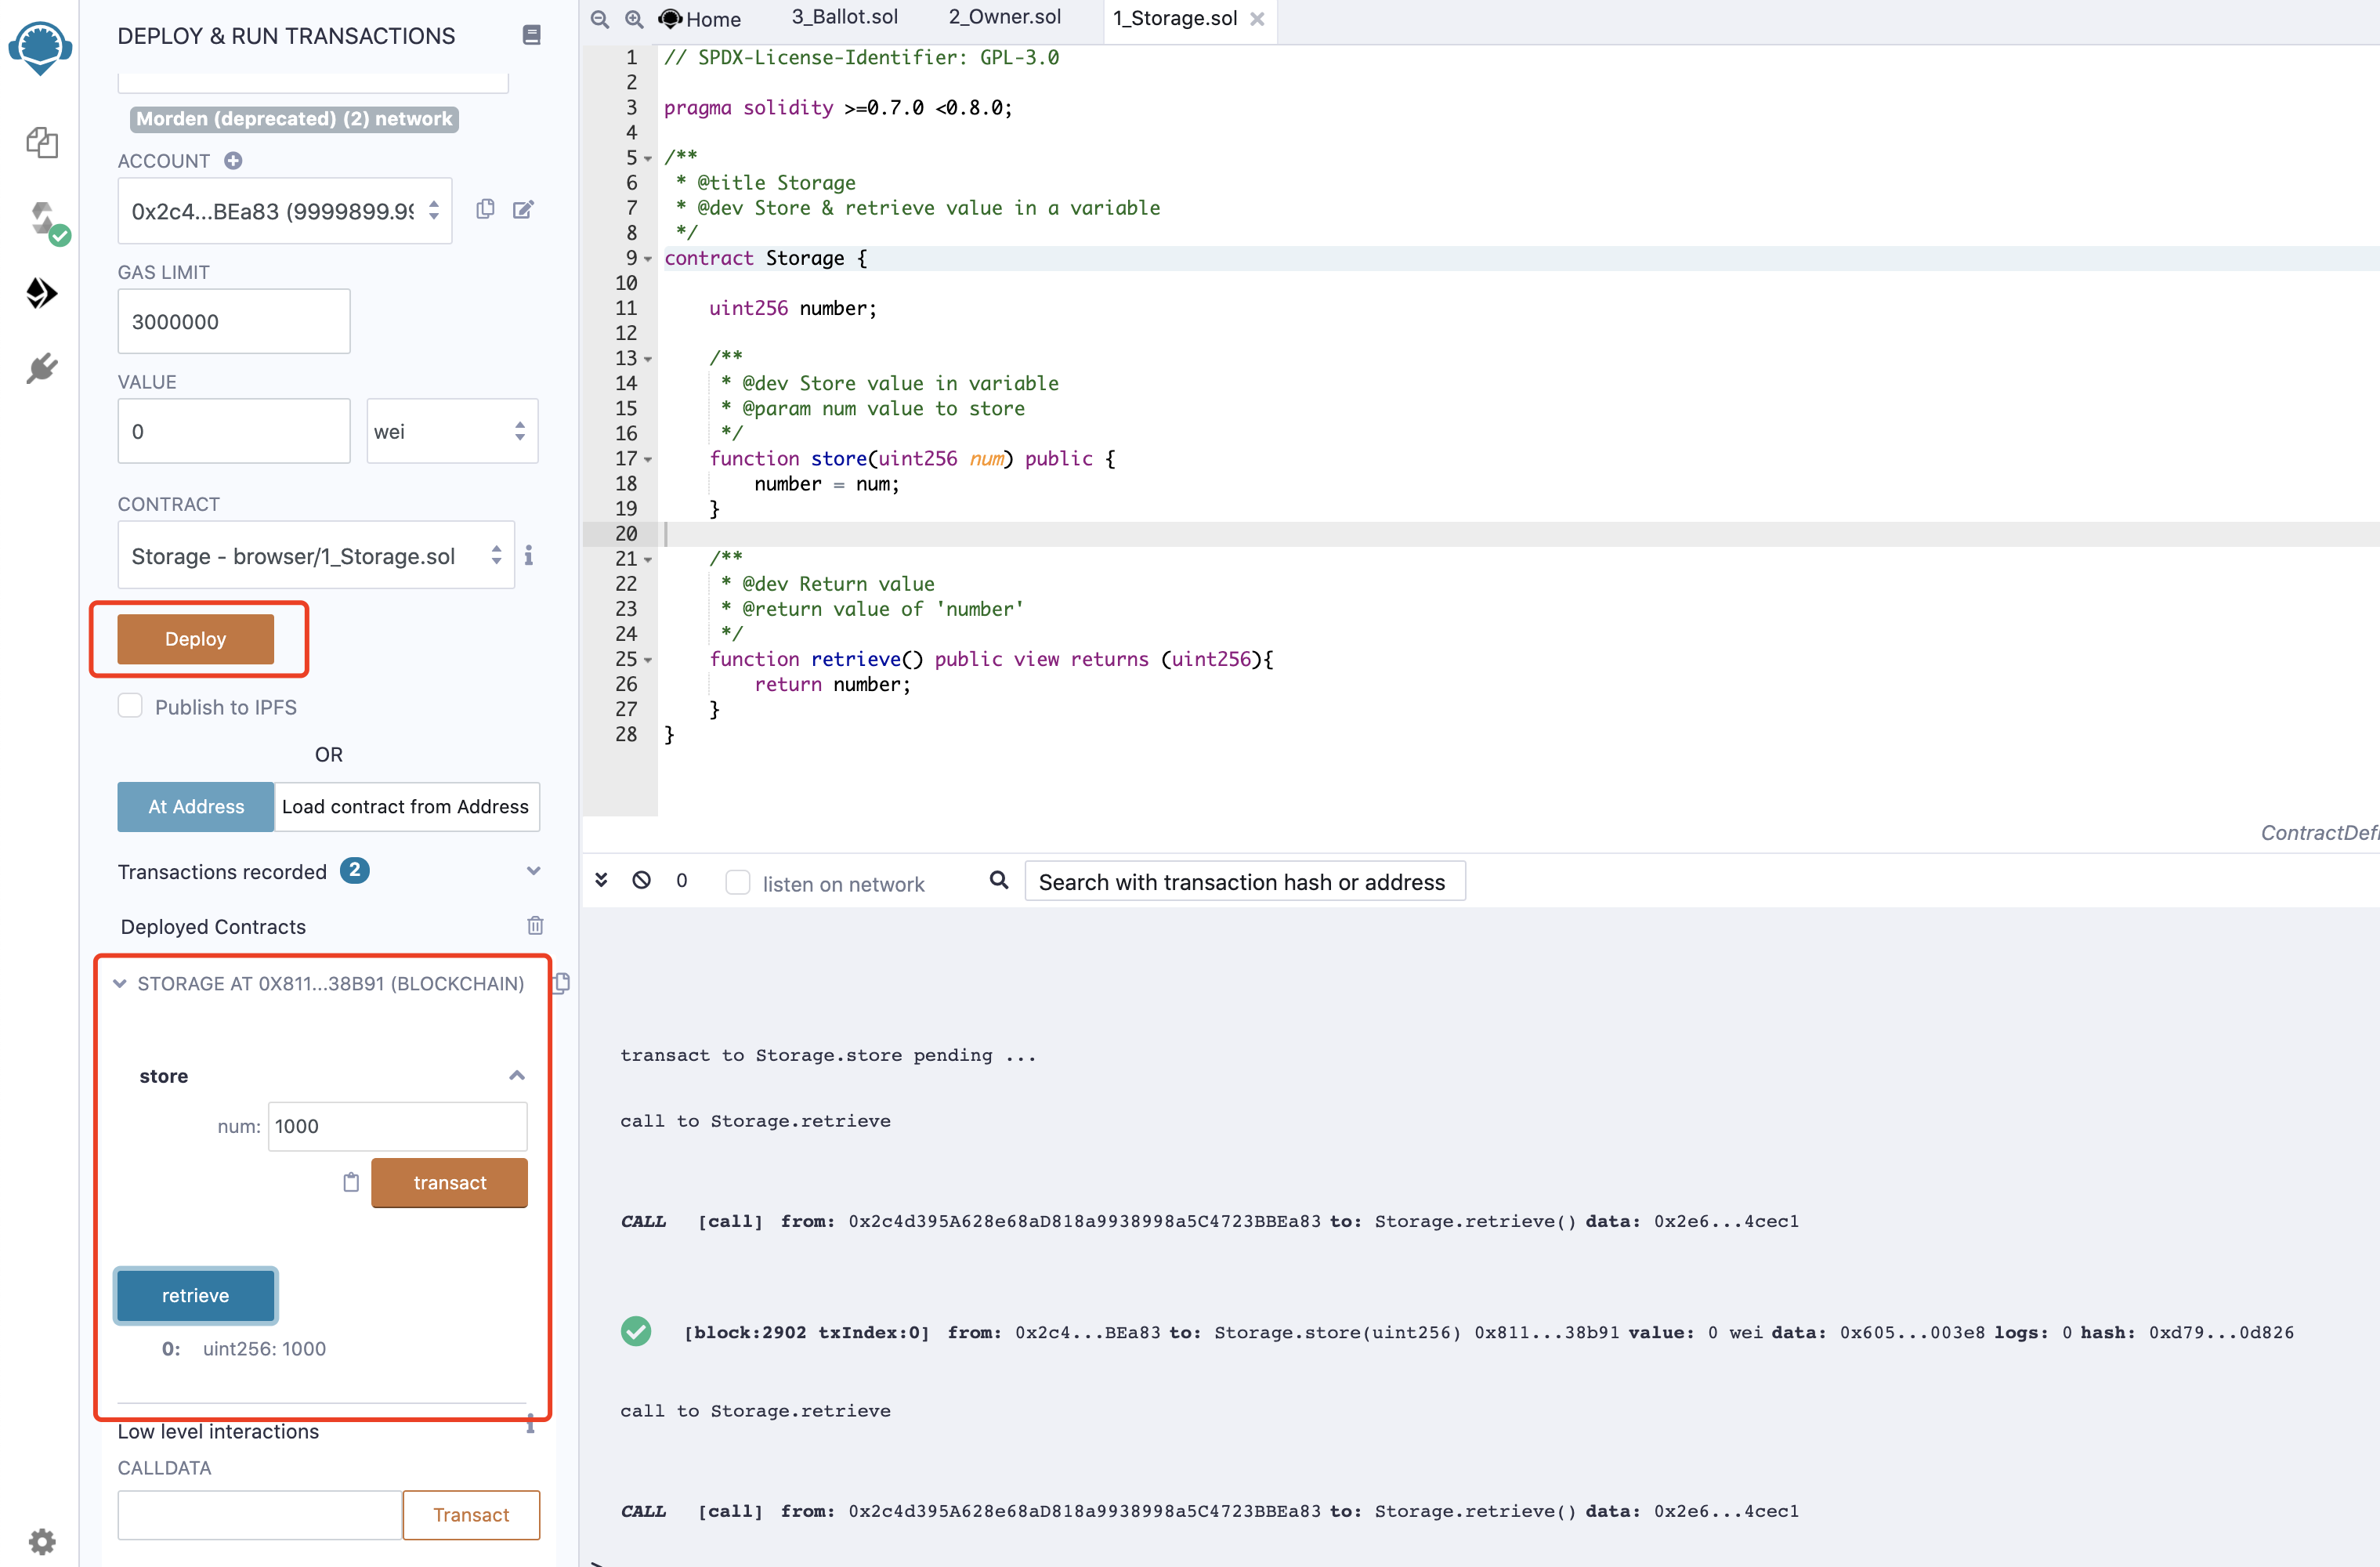 DEPLOY & RUN TRANSACTIONS
Morden (deprecated) (2) network
ACCOUNT
0x2c4...BEa83 (9999899.99
GAS LIMIT
3000000
VALUE
0
wei
CONTRACT
Storage - browser/1_Storage.sol
Deploy
Publish to IPFS
OR
At Address
Load contract from Address
Transactions recorded 2
Deployed Contracts
STORAGE AT 0X811...38B91 (BLOCKCHAIN)
store
num: 1000
transact
retrieve
0: uint256: 1000
Low level interactions
CALLDATA
Transact
Home 3_Ballot.sol 2_Owner.sol 1_Storage.sol
1 // SPDX-License-Identifier: GPL-3.0
2
3 pragma solidity >=0.7.0 <0.8.0;
4
5 /**
6 * @title Storage
7 * @dev Store & retrieve value in a variable
8 */
9 contract Storage {
10
11 uint256 number;
12
13 /**
14 * @dev Store value in variable
15 * @param num value to store
16 */
17 function store(uint256 num) public {
18 number = num;
19 }
20
21 /**
22 * @dev Return value
23 * @return value of 'number'
24 */
25 function retrieve() public view returns (uint256){
26 return number;
27 }
28 }
ContractDefi
0 listen on network Search with transaction hash or address
transact to Storage.store pending ...
call to Storage.retrieve
CALL [call] from: 0x2c4d395A628e68aD818a9938998a5C4723BBEa83 to: Storage.retrieve() data: 0x2e6...4cec1
[block:2902 txIndex:0] from: 0x2c4...BEa83 to: Storage.store(uint256) 0x811...38b91 value: 0 wei data: 0x605...003e8 logs: 0 hash: 0xd79...0d826
call to Storage.retrieve
CALL [call] from: 0x2c4d395A628e68aD818a9938998a5C4723BBEa83 to: Storage.retrieve() data: 0x2e6...4cec1